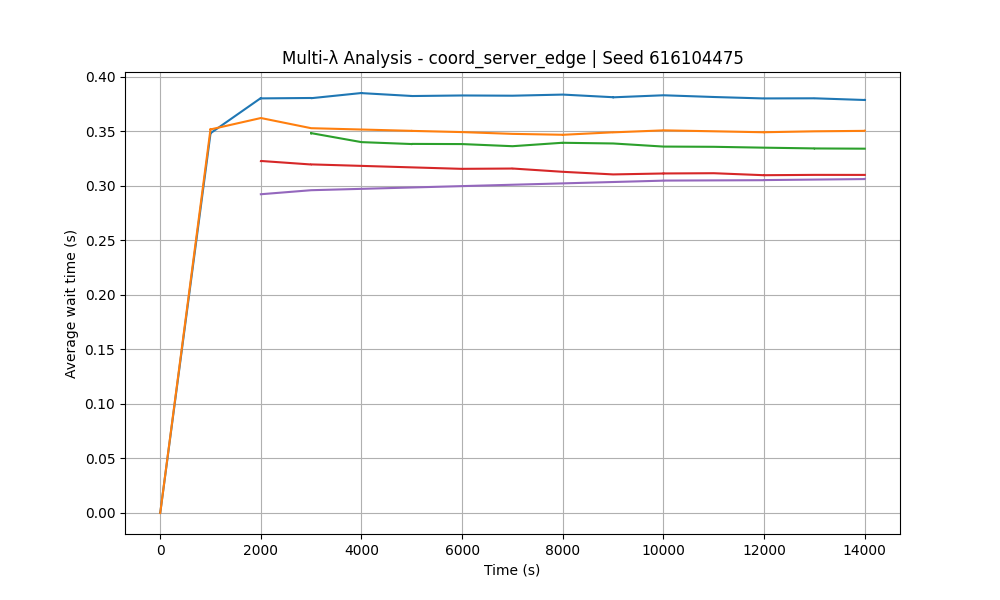 Multi-λ Analysis - coord_server_edge | Seed 616104475
0.40
0.35
0.30
0.25
0.20
0.15
0.10
0.05
0.00
Average wait time (s)
0 2000 4000 6000 8000 10000 12000 14000
Time (s)